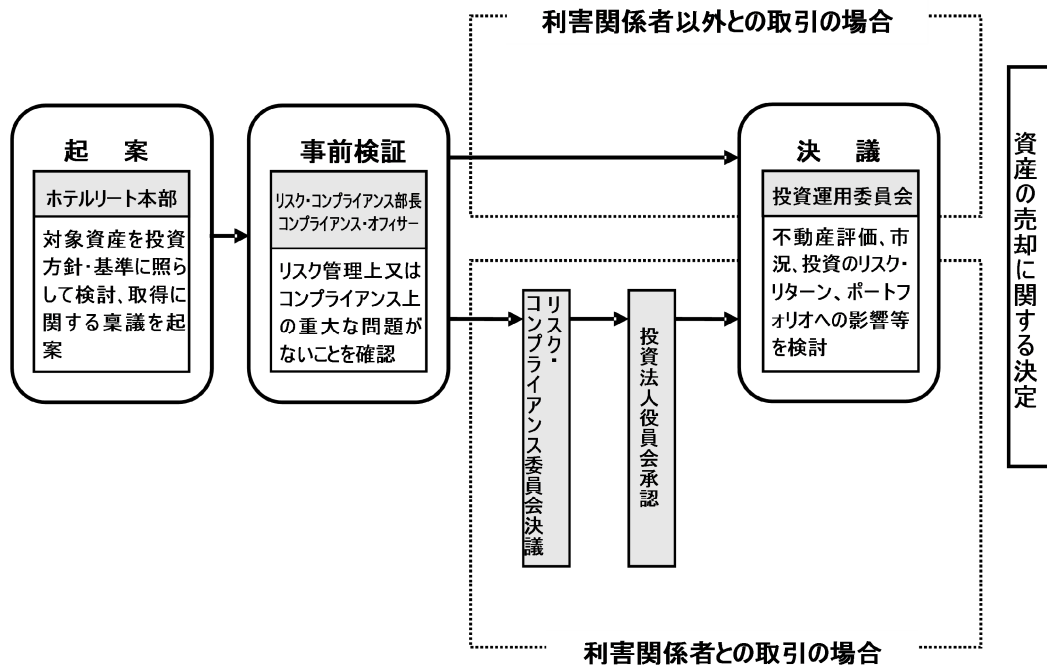 利害関係者以外との取引の場合
起　案
ホテルリート本部
対象資産を投資
方針・基準に照ら
して検討、取得に
関する稟議を起
案
事前検証
リスク・コンプライアンス部長
コンプライアンス・オフィサー
リスク管理上又は
コンプライアンス上
の重大な問題が
ないことを確認
リスク・
コンプライアンス委員会決議
投資法人役員会承認
決　議
投資運用委員会
不動産評価、市
況、投資のリスク・
リターン、ポートフ
ォリオへの影響等
を検討
資産の売却に関する決定
利害関係者との取引の場合